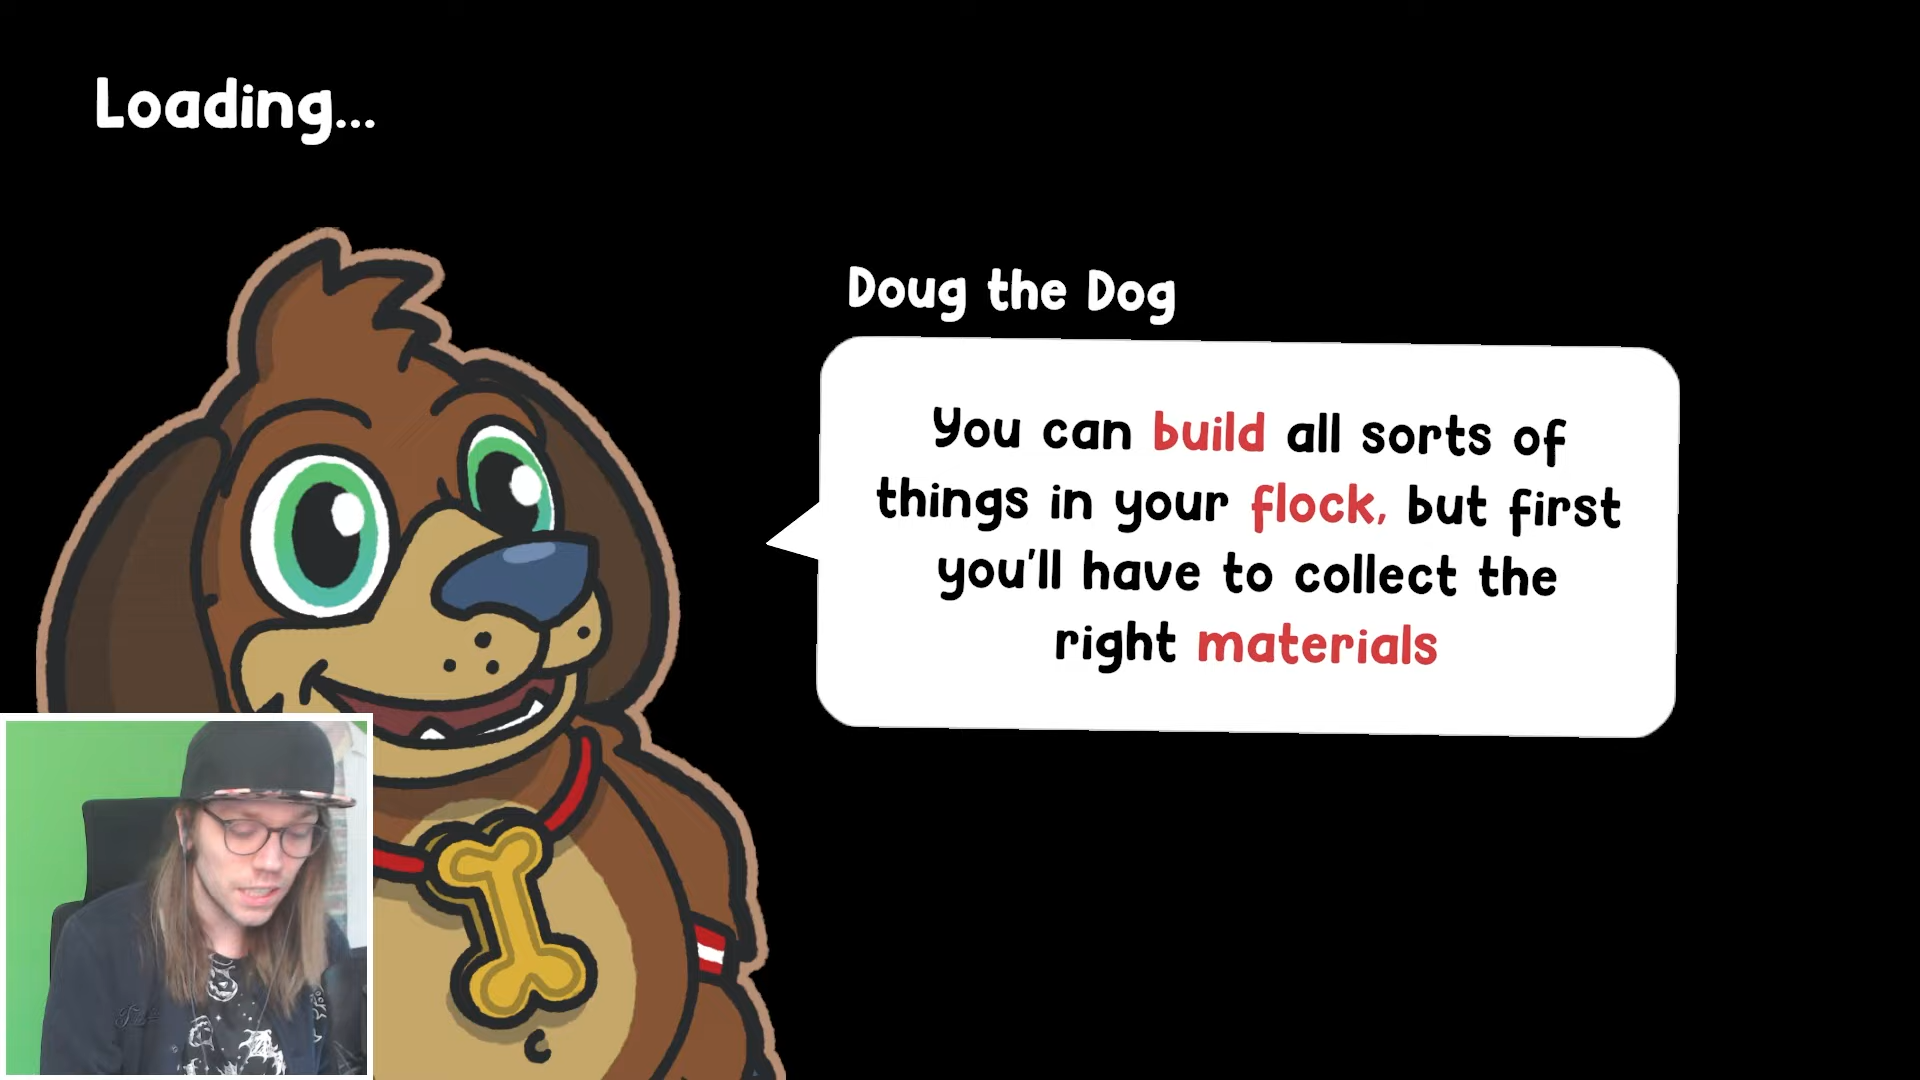 Loading...
Doug the Dog
You can build all sorts of
things in your flock, but first
you'll have to collect the
right materials